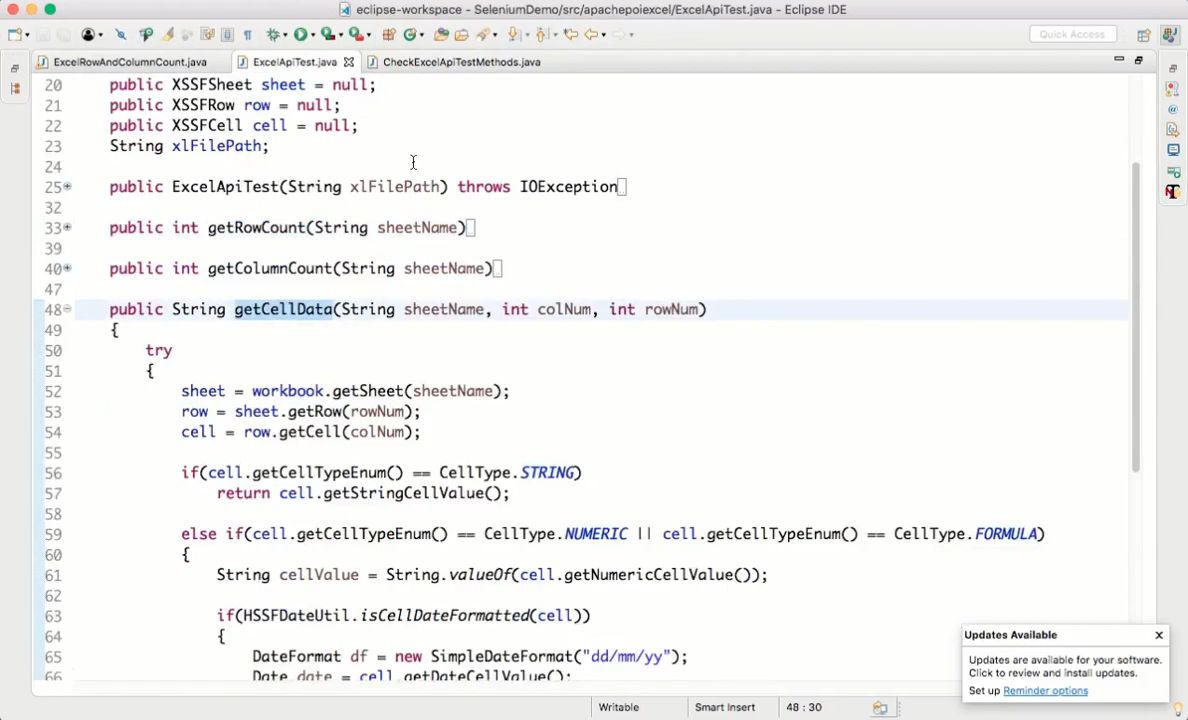 eclipse-workspace - SeleniumDemo/src/apachepoiexcel/ExcelApiTest.java - Eclipse IDE
Quick Access
ExcelRowAndColumnCount.java ExcelApiTest.java CheckExcelApiTestMethods.java
20 public XSSFSheet sheet = null;
21 public XSSFRow row = null;
22 public XSSFCell cell = null;
23 String xlFilePath;
24
25 public ExcelApiTest(String xlFilePath) throws IOException
32
33 public int getRowCount(String sheetName)
39
40 public int getColumnCount(String sheetName)
47
48 public String getCellData(String sheetName, int colNum, int rowNum)
49 {
50 try
51 {
52 sheet = workbook.getSheet(sheetName);
53 row = sheet.getRow(rowNum);
54 cell = row.getCell(colNum);
55
56 if(cell.getCellTypeEnum() == CellType.STRING)
57 return cell.getStringCellValue();
58
59 else if(cell.getCellTypeEnum() == CellType.NUMERIC || cell.getCellTypeEnum() == CellType.FORMULA)
60 {
61 String cellValue = String.valueOf(cell.getNumericCellValue());
62
63 if(HSSFDateUtil.isCellDateFormatted(cell))
64 {
65 DateFormat df = new SimpleDateFormat("dd/mm/yy");
66 Date date = cell.getDateCellValue();
Updates Available
Updates are available for your software.
Click to review and install updates.
Set up Reminder options
Writable Smart Insert 48 : 30